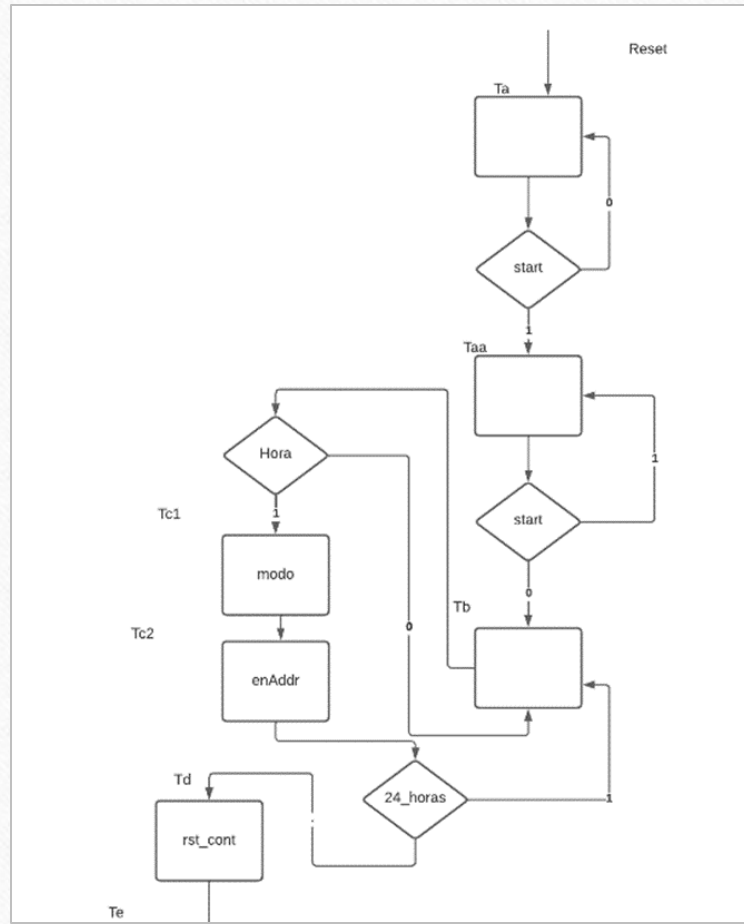 Reset
Ta
0
start
1
Taa
Hora
1
start
1
Tc1
modo
0
Tb
Tc2
0
enAddr
Td
24_horas
1
rst_cont
Te